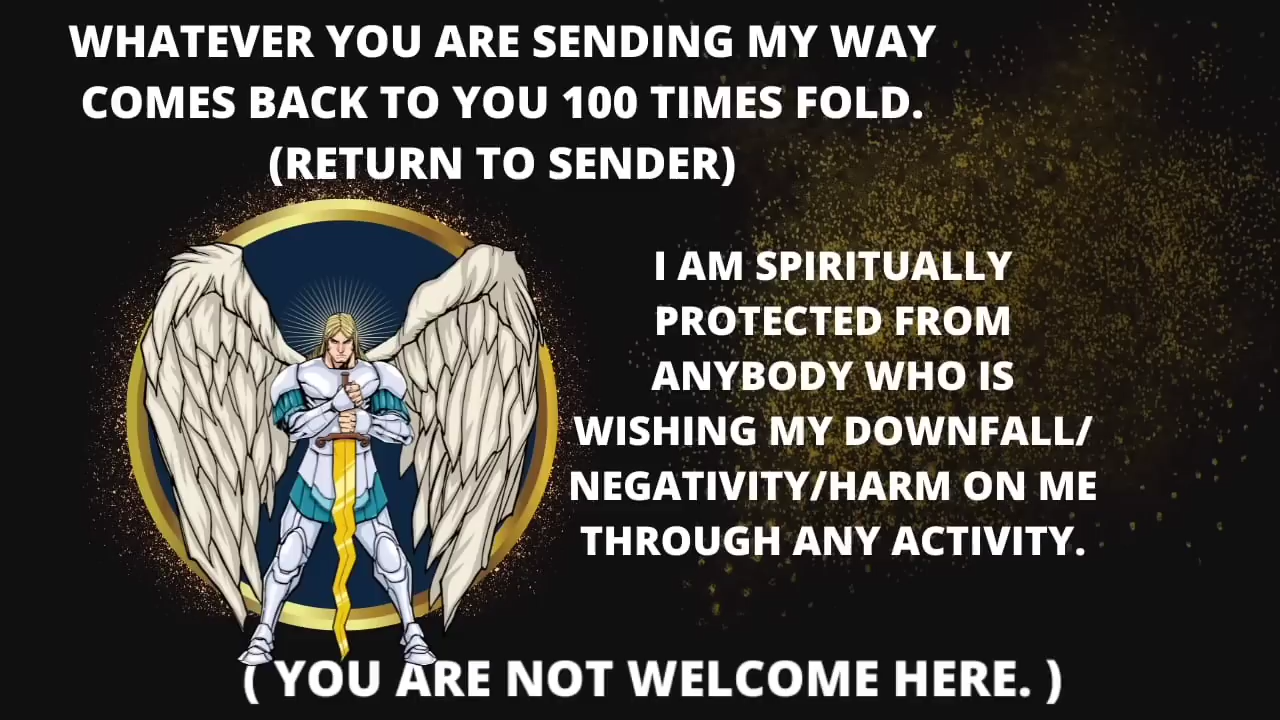 WHATEVER YOU ARE SENDING MY WAY
COMES BACK TO YOU 100 TIMES FOLD.
(RETURN TO SENDER)
I AM SPIRITUALLY
PROTECTED FROM
ANYBODY WHO IS
WISHING MY DOWNFALL/
NEGATIVITY/HARM ON ME
THROUGH ANY ACTIVITY.
( YOU ARE NOT WELCOME HERE. )